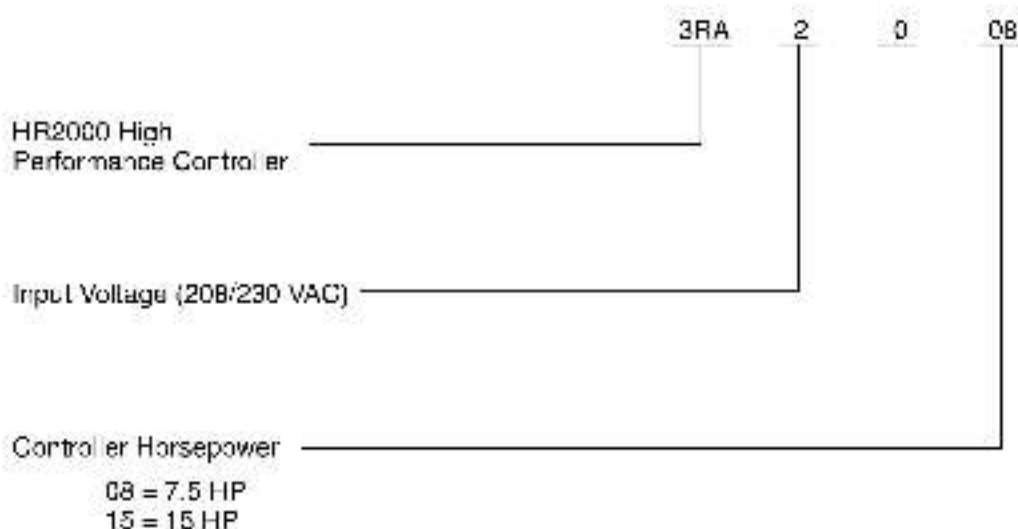 3RA 2 0 08
HR2000 High
Performance Controller
Input Voltage (208/230 VAC)
Controller Horsepower
08 = 7.5 HP
15 = 15 HP